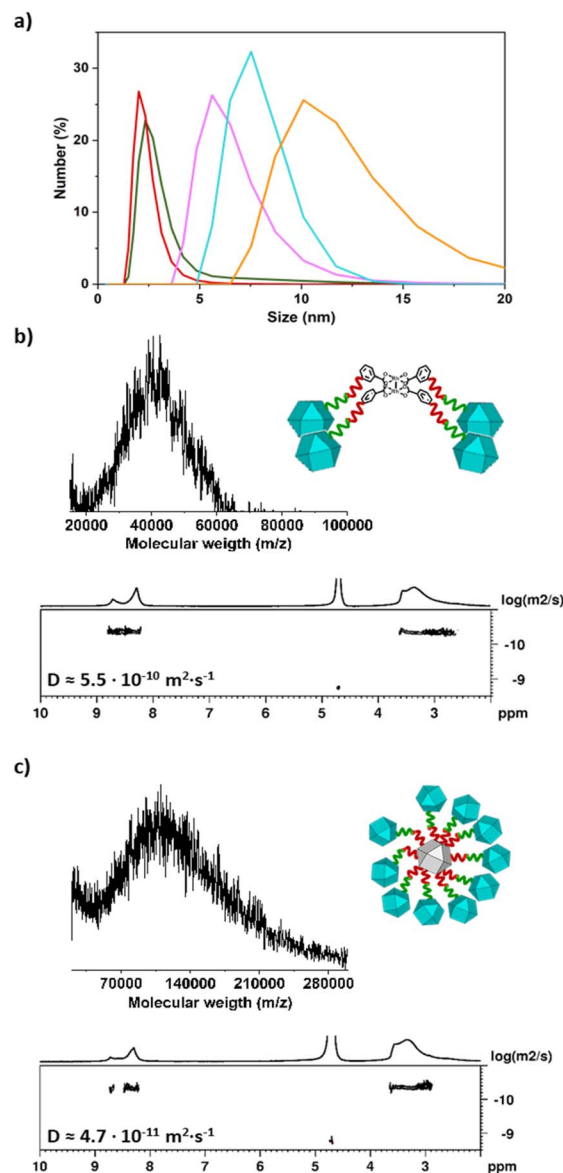 a)
Number (%)
30
20
10
0
0
5
10
15
20
Size (nm)
b)
20000 40000 60000 80000 100000
Molecular weigth (m/z)
log(m2/s)
-10
-9
D ≈ 5.5 · 10⁻¹⁰ m²·s⁻¹
10 9 8 7 6 5 4 3 ppm
c)
70000 140000 210000 280000
Molecular weigth (m/z)
log(m2/s)
-10
-9
D ≈ 4.7 · 10⁻¹¹ m²·s⁻¹
10 9 8 7 6 5 4 3 ppm